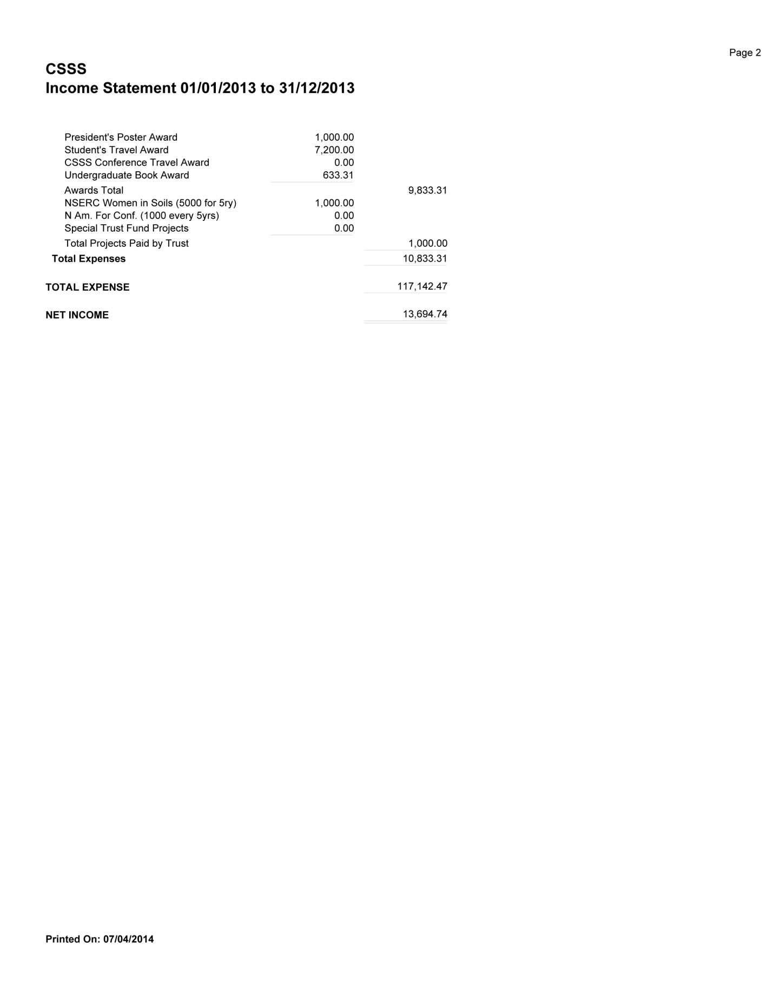 Page 2
CSSS
Income Statement 01/01/2013 to 31/12/2013
President's Poster Award 1,000.00
Student's Travel Award 7,200.00
CSSS Conference Travel Award 0.00
Undergraduate Book Award 633.31
Awards Total 9,833.31
NSERC Women in Soils (5000 for 5ry) 1,000.00
N Am. For Conf. (1000 every 5yrs) 0.00
Special Trust Fund Projects 0.00
Total Projects Paid by Trust 1,000.00
Total Expenses 10,833.31
TOTAL EXPENSE 117,142.47
NET INCOME 13,694.74
Printed On: 07/04/2014